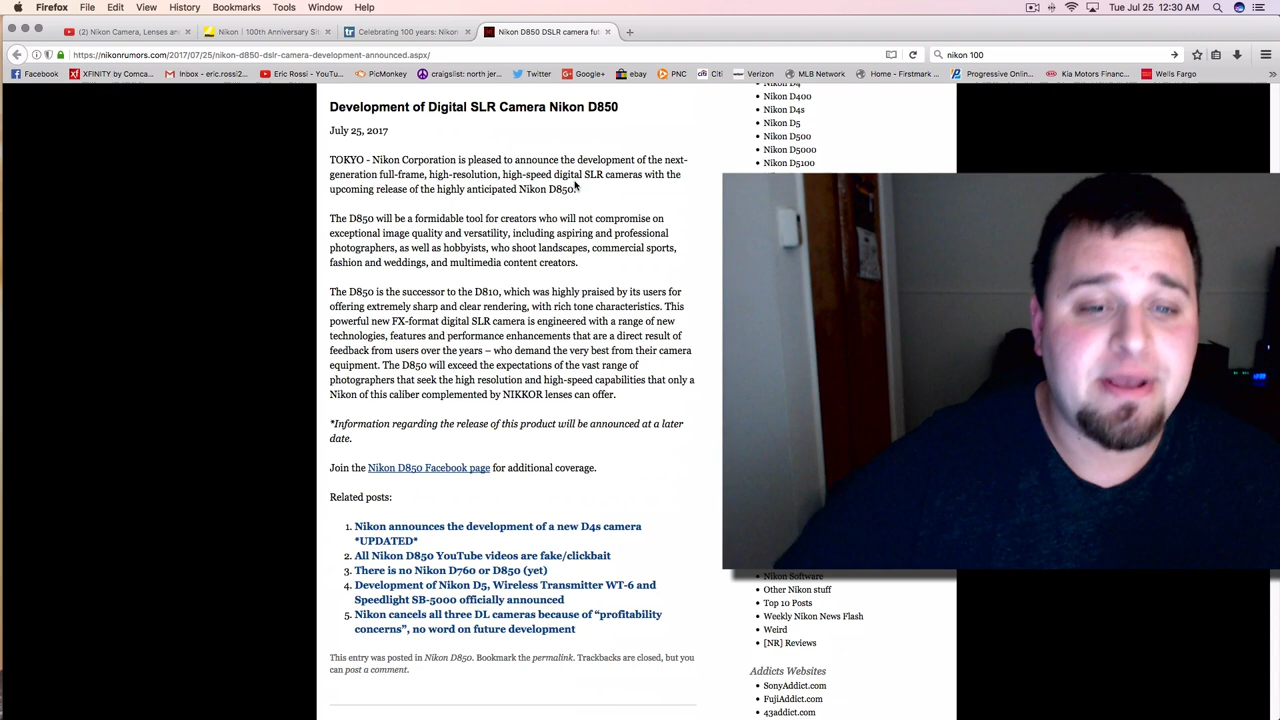 Firefox File Edit View History Bookmarks Tools Window Help
Tue Jul 25 12:30 AM
(2) Nikon Camera, Lenses an
Nikon | 100th Anniversary Sit
Celebrating 100 years: Nikon
Nikon D850 DSLR camera fut
https://nikonrumors.com/2017/07/25/nikon-d850-dslr-camera-development-announced.aspx/
nikon 100
Facebook
XFINITY by Comca...
Inbox - eric.rossi2...
Eric Rossi - YouTu...
PicMonkey
craigslist: north jer...
Twitter
Google+
ebay
PNC
Citi
Verizon
MLB Network
Home - Firstmark ...
Progressive Onlin...
Kia Motors Financ...
Wells Fargo
Development of Digital SLR Camera Nikon D850
July 25, 2017
TOKYO - Nikon Corporation is pleased to announce the development of the next-
generation full-frame, high-resolution, high-speed digital SLR cameras with the
upcoming release of the highly anticipated Nikon D850.
The D850 will be a formidable tool for creators who will not compromise on
exceptional image quality and versatility, including aspiring and professional
photographers, as well as hobbyists, who shoot landscapes, commercial sports,
fashion and weddings, and multimedia content creators.
The D850 is the successor to the D810, which was highly praised by its users for
offering extremely sharp and clear rendering, with rich tone characteristics. This
powerful new FX-format digital SLR camera is engineered with a range of new
technologies, features and performance enhancements that are a direct result of
feedback from users over the years – who demand the very best from their camera
equipment. The D850 will exceed the expectations of the vast range of
photographers that seek the high resolution and high-speed capabilities that only a
Nikon of this caliber complemented by NIKKOR lenses can offer.
*Information regarding the release of this product will be announced at a later
date.
Join the Nikon D850 Facebook page for additional coverage.
Related posts:
1. Nikon announces the development of a new D4s camera
*UPDATED*
2. All Nikon D850 YouTube videos are fake/clickbait
3. There is no Nikon D760 or D850 (yet)
4. Development of Nikon D5, Wireless Transmitter WT-6 and
Speedlight SB-5000 officially announced
5. Nikon cancels all three DL cameras because of “profitability
concerns”, no word on future development
This entry was posted in Nikon D850. Bookmark the permalink. Trackbacks are closed, but you
can post a comment.
Nikon D4
Nikon D400
Nikon D4s
Nikon D5
Nikon D500
Nikon D5000
Nikon D5100
Nikon Software
Other Nikon stuff
Top 10 Posts
Weekly Nikon News Flash
Weird
[NR] Reviews
Addicts Websites
SonyAddict.com
FujiAddict.com
43addict.com